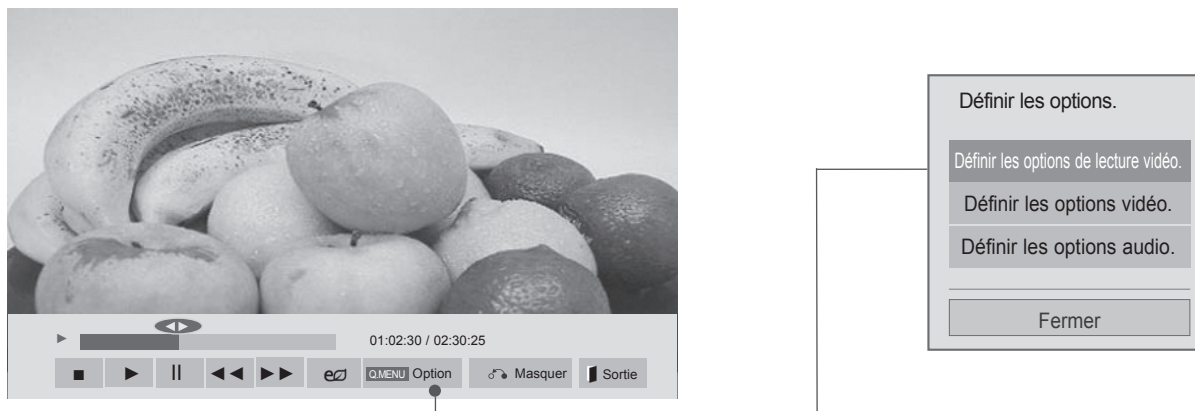 01:02:30 / 02:30:25
Q.MENU Option Masquer Sortie
Définir les options.
Définir les options de lecture vidéo.
Définir les options vidéo.
Définir les options audio.
Fermer